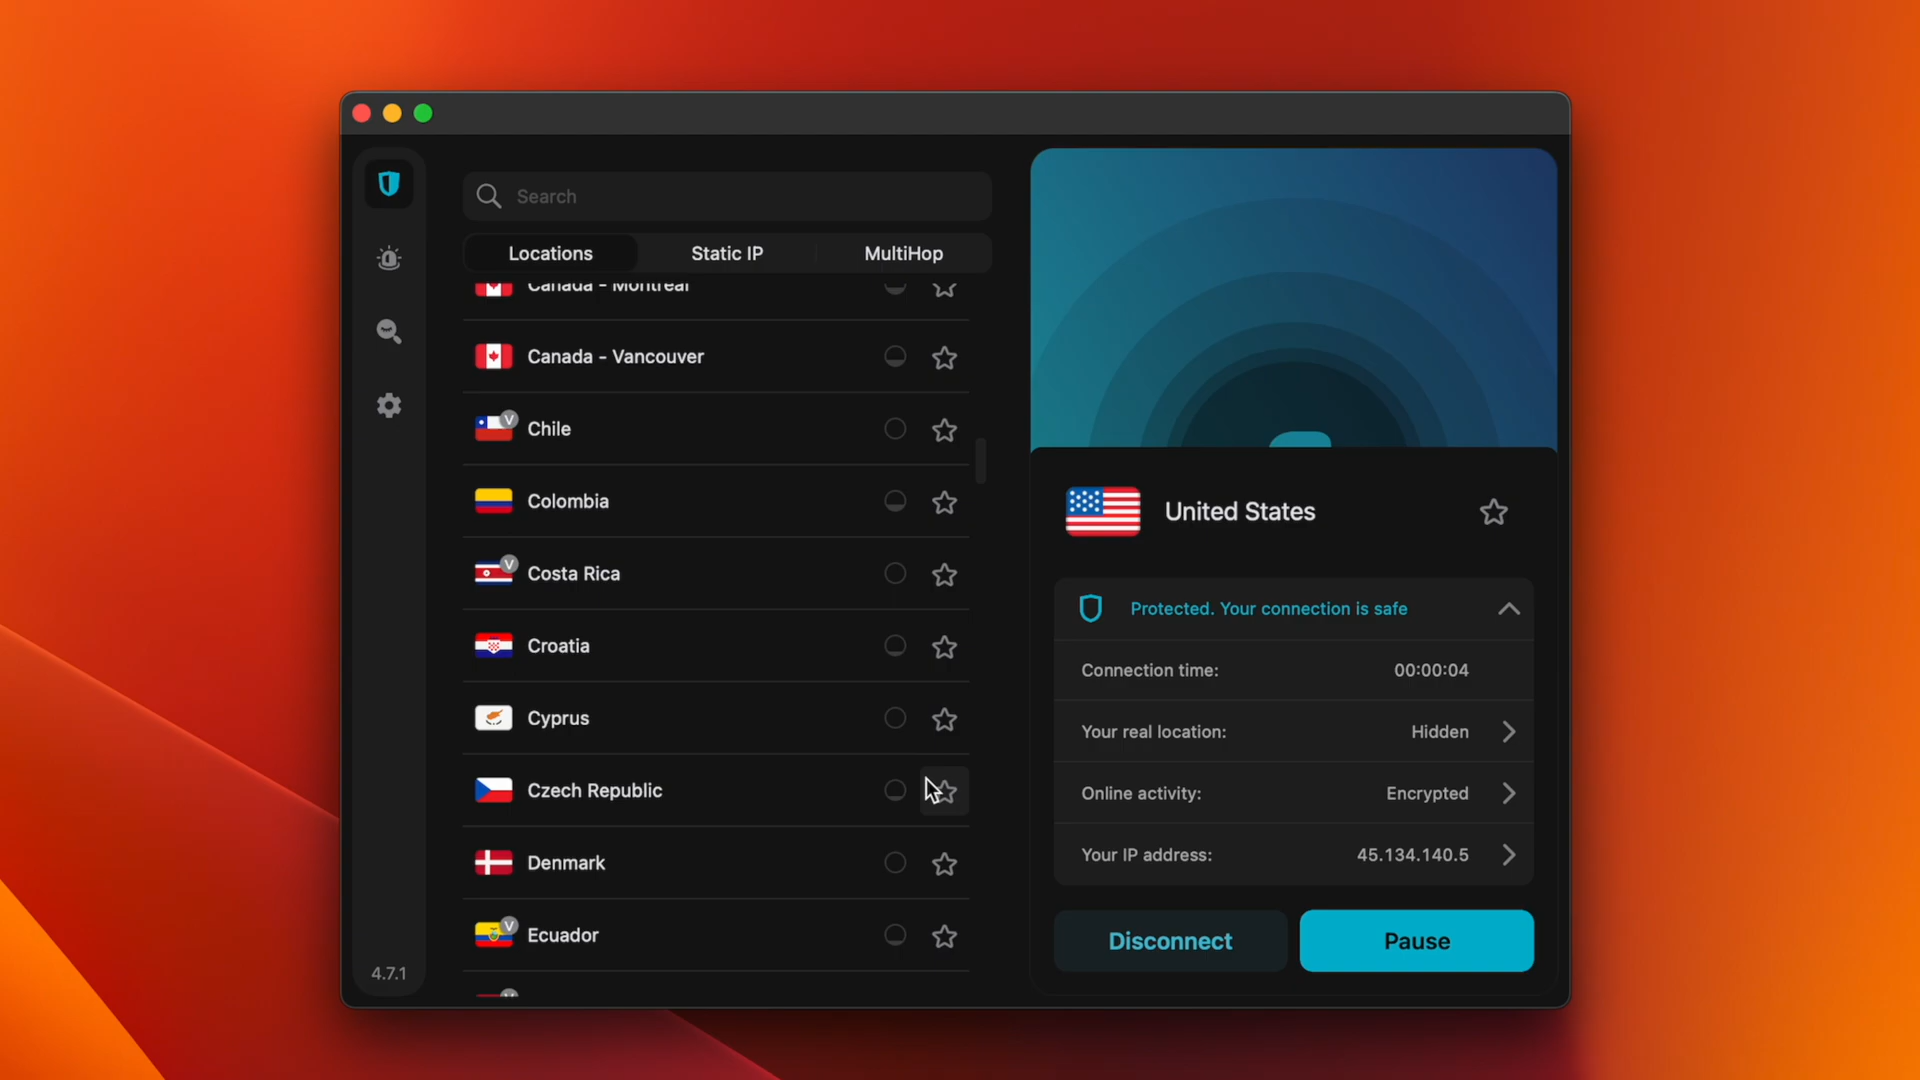 Search
Locations
Static IP
MultiHop
Canada - Montreal
Canada - Vancouver
V
Chile
Colombia
V
Costa Rica
Croatia
Cyprus
Czech Republic
Denmark
V
Ecuador
4.7.1
United States
Protected. Your connection is safe
Connection time: 00:00:04
Your real location: Hidden
Online activity: Encrypted
Your IP address: 45.134.140.5
Disconnect
Pause